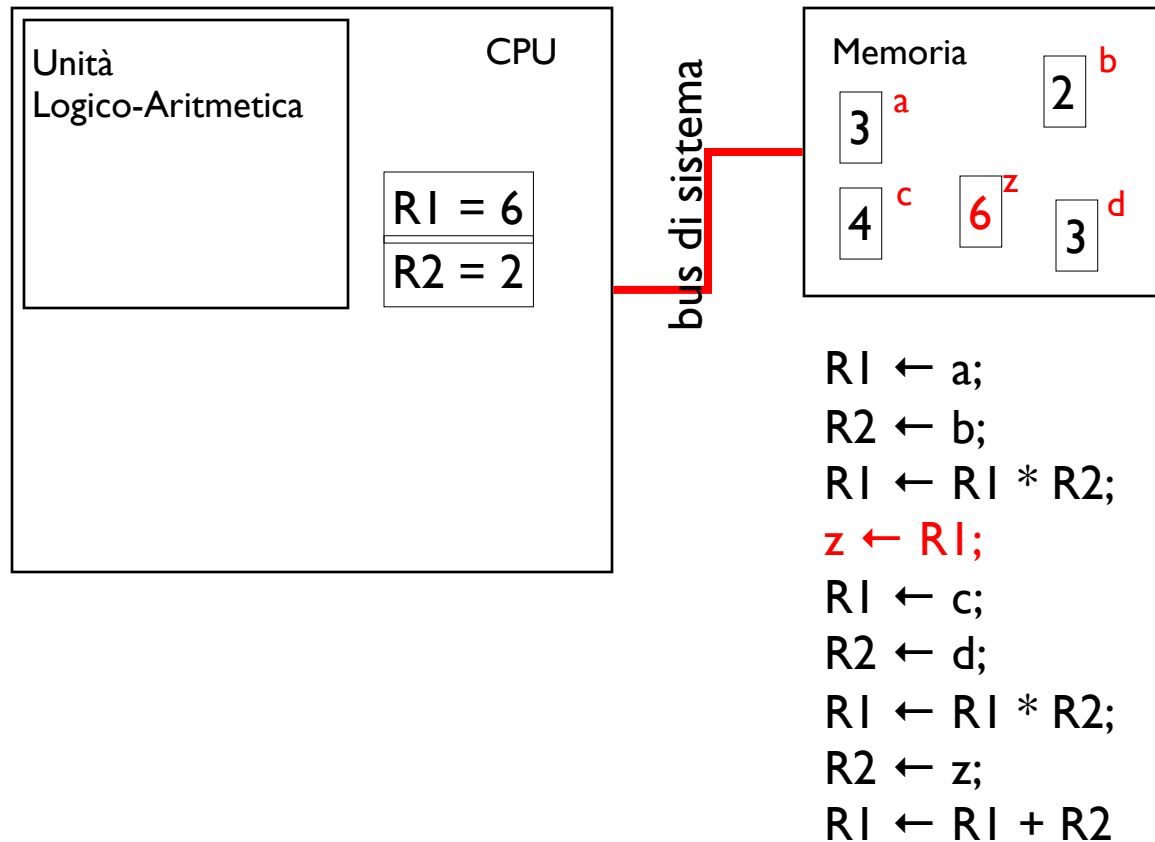 Unità
Logico-Aritmetica
CPU
R1 = 6
R2 = 2
bus di sistema
Memoria
3 a
2 b
4 c
6 z
3 d
R1 ← a;
R2 ← b;
R1 ← R1 * R2;
z ← R1;
R1 ← c;
R2 ← d;
R1 ← R1 * R2;
R2 ← z;
R1 ← R1 + R2